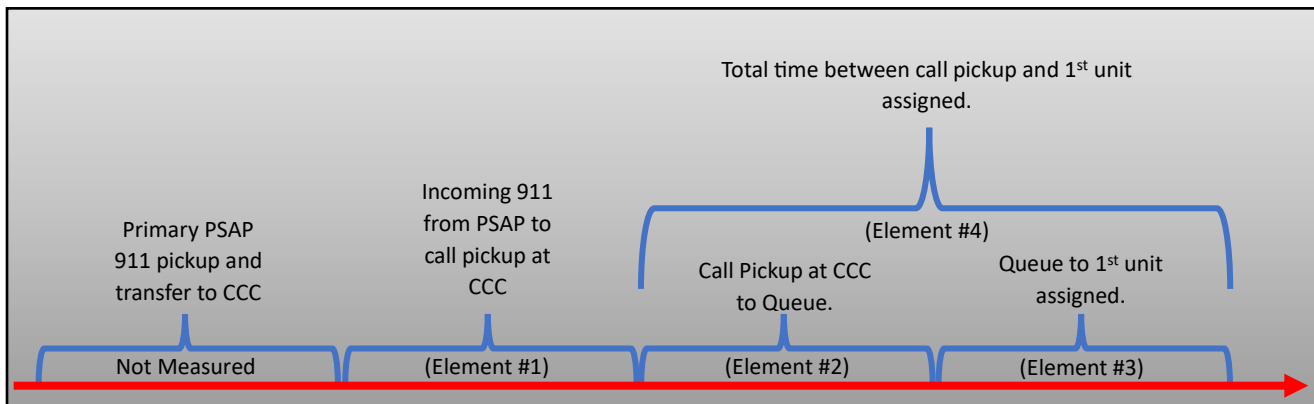 Total time between call pickup and 1st unit
assigned.
Primary PSAP
911 pickup and
transfer to CCC
Not Measured
Incoming 911
from PSAP to
call pickup at
CCC
(Element #1)
(Element #4)
Call Pickup at CCC
to Queue.
(Element #2)
Queue to 1st unit
assigned.
(Element #3)